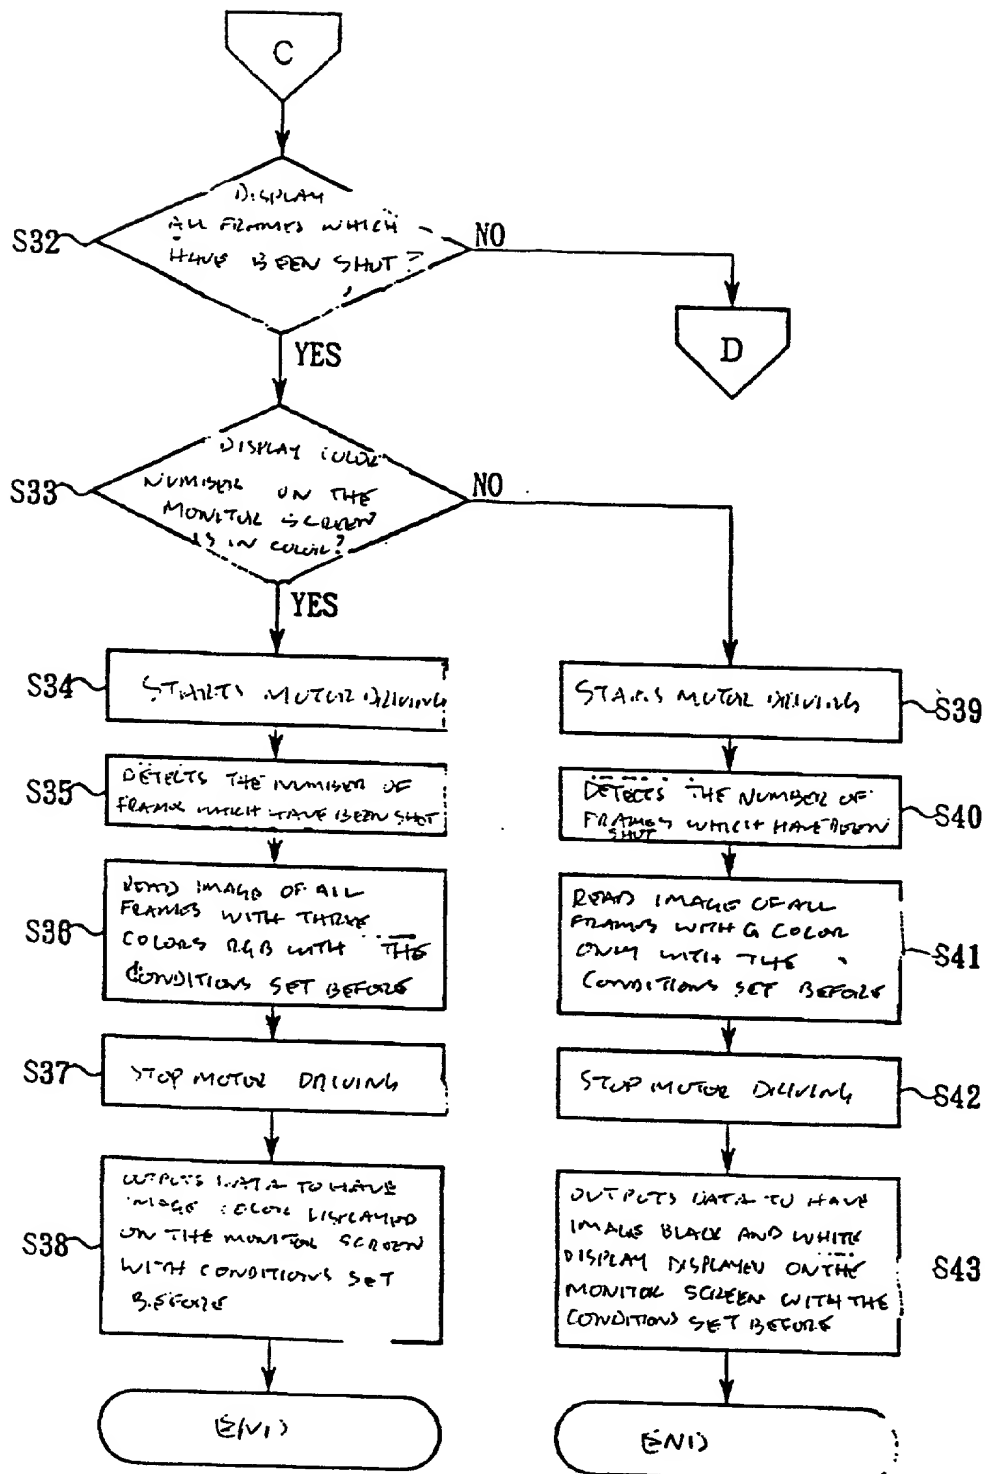 C
DISPLAY
ALL FRAMES WHICH
HAVE BEEN SHUT?
S32
NO
D
YES
DISPLAY COLOR
NUMBER ON THE
MONITOR SCREEN
IS IN COLOR?
S33
NO
YES
S34
STARTS MOTOR DRIVING
S35
DETECTS THE NUMBER OF
FRAMES WHICH HAVE BEEN SHOT
S36
READ IMAGE OF ALL
FRAMES WITH THREE
COLORS RGB WITH THE
CONDITIONS SET BEFORE
S37
STOP MOTOR DRIVING
S38
OUTPUTS DATA TO HAVE
IMAGE COLOR DISPLAYED
ON THE MONITOR SCREEN
WITH CONDITIONS SET
BEFORE
END
STARTS MOTOR DRIVING
S39
DETECTS THE NUMBER OF
FRAMES WHICH HAVE BEEN
SHUT
S40
READ IMAGE OF ALL
FRAMES WITH G COLOR
ONLY WITH THE
CONDITIONS SET BEFORE
S41
STOP MOTOR DRIVING
S42
OUTPUTS DATA TO HAVE
IMAGE BLACK AND WHITE
DISPLAY DISPLAYED ON THE
MONITOR SCREEN WITH THE
CONDITIONS SET BEFORE
S43
END